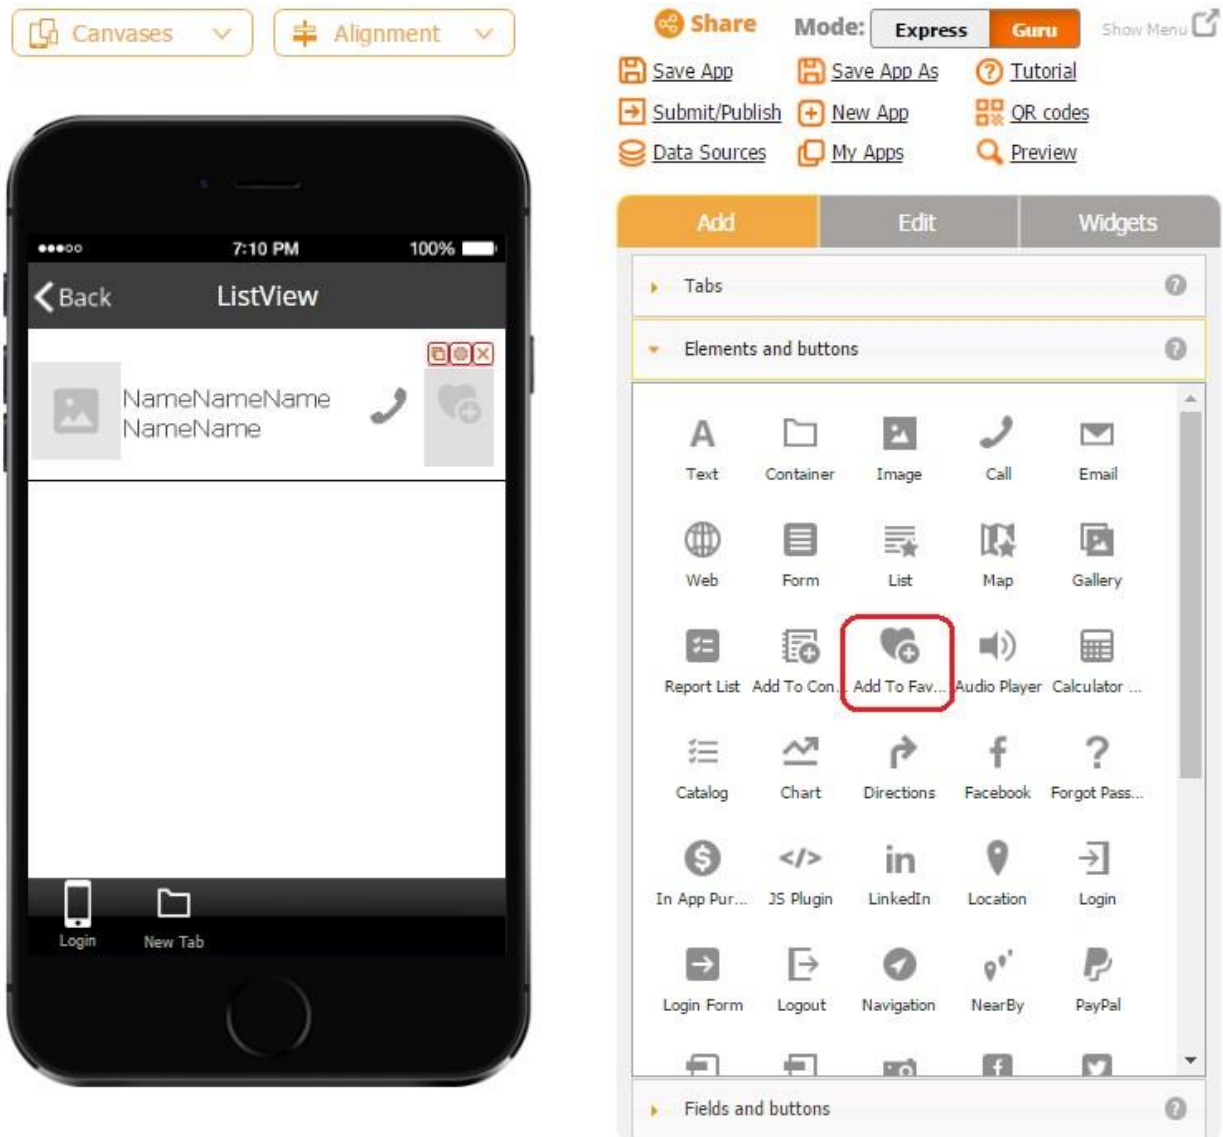 Canvases
Alignment
Share
Mode:
Express
Guru
Show Menu
Save App
Save App As
Tutorial
Submit/Publish
New App
QR codes
Data Sources
My Apps
Preview
7:10 PM
100%
Back
ListView
NameNameName
NameName
Login
New Tab
Add
Edit
Widgets
Tabs
Elements and buttons
Text
Container
Image
Call
Email
Web
Form
List
Map
Gallery
Report List
Add To Con...
Add To Fav...
Audio Player
Calculator ...
Catalog
Chart
Directions
Facebook
Forgot Pass...
In App Pur...
JS Plugin
LinkedIn
Location
Login
Login Form
Logout
Navigation
NearBy
PayPal
Fields and buttons